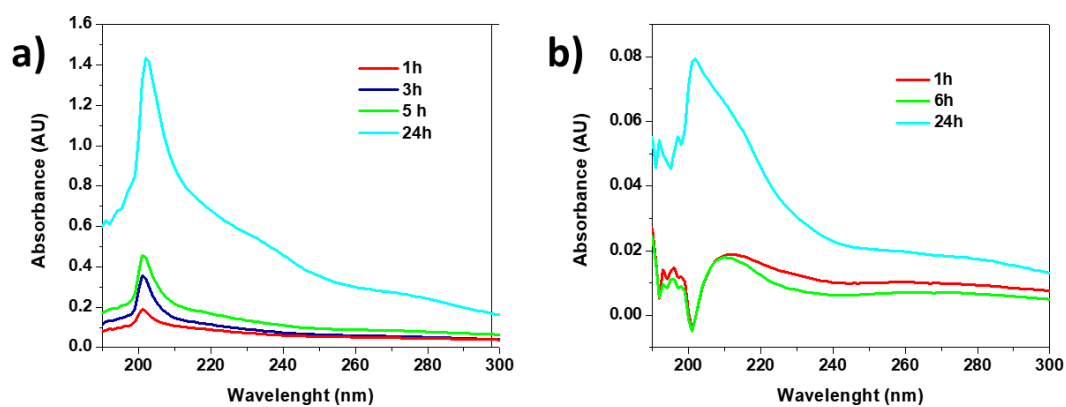 a)
1.6
1.4
1.2
1.0
0.8
0.6
0.4
0.2
0.0
Absorbance (AU)
1h
3h
5 h
24h
200 220 240 260 280 300
Wavelenght (nm)
b)
0.08
0.06
0.04
0.02
0.00
Absorbance (AU)
1h
6h
24h
200 220 240 260 280 300
Wavelenght (nm)